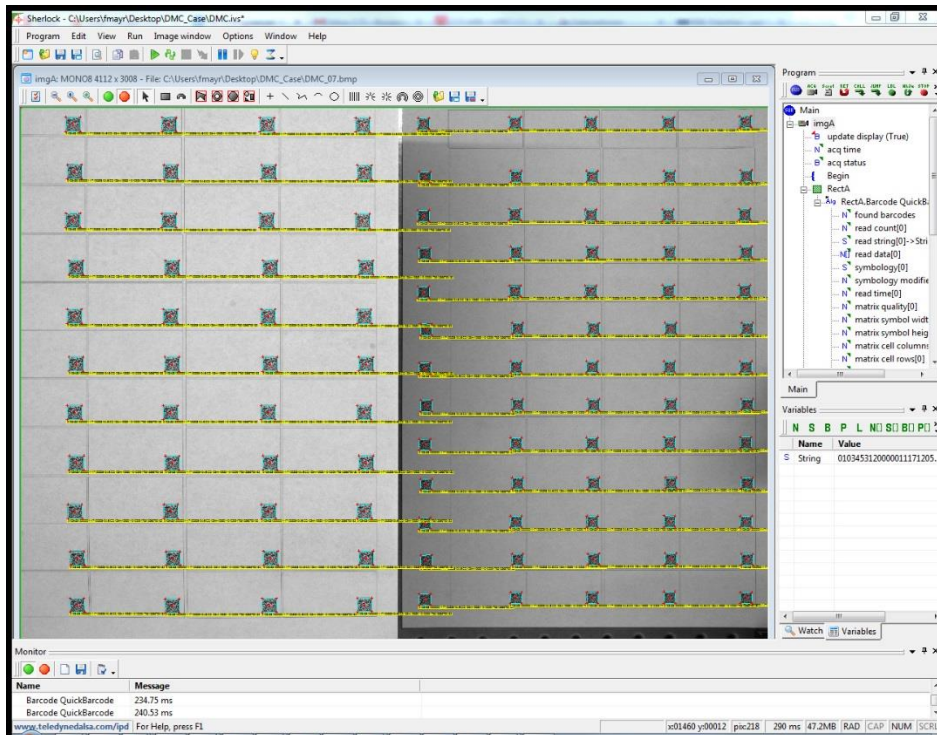 Sherlock - C:\Users\fmayr\Desktop\DMC_Case\DMC.ivs*
Program Edit View Run Image window Options Window Help
imgA: MONO8 4112 x 3008 - File: C:\Users\fmayr\Desktop\DMC_Case\DMC_07.bmp
Program
Main
imgA
update display (True)
N acq time
B acq status
Begin
RectA
Alg RectA.Barcode QuickBa
N found barcodes
N read count[0]
S read string[0]->Stri
N[] read data[0]
S symbology[0]
N symbology modifie
N read time[0]
N matrix quality[0]
N matrix symbol widt
N matrix symbol heig
N matrix cell columns
N matrix cell rows[0]
Main
Variables
N S B P L N[] S[] B[] P[]
Name Value
S String 0103453120000011171205.
Watch Variables
Monitor
Name Message
Barcode QuickBarcode 234.75 ms
Barcode QuickBarcode 240.53 ms
www.teledynedalsa.com/ipd For Help, press F1 x:01460 y:00012 pix:218 290 ms 47.2MB RAD CAP NUM SCRL